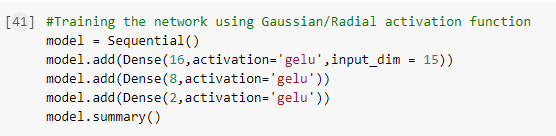 [41] #Training the network using Gaussian/Radial activation function
model = Sequential()
model.add(Dense(16,activation='gelu',input_dim = 15))
model.add(Dense(8,activation='gelu'))
model.add(Dense(2,activation='gelu'))
model.summary()